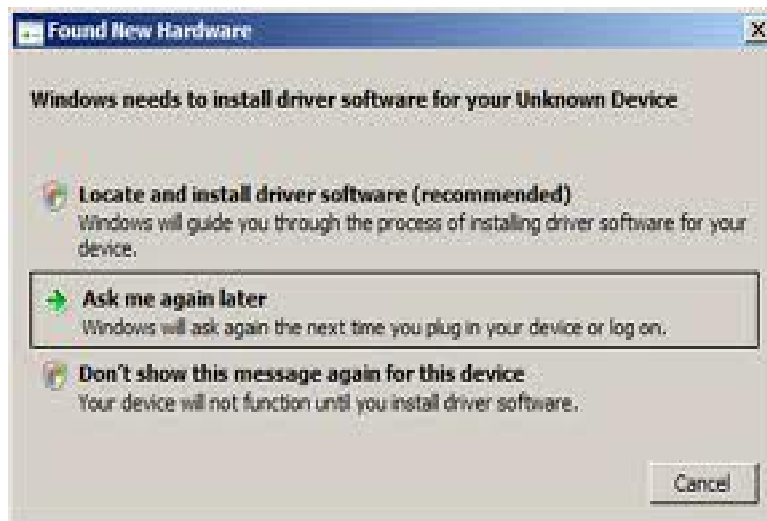 Found New Hardware
Windows needs to install driver software for your Unknown Device
Locate and install driver software (recommended)
Windows will guide you through the process of installing driver software for your
device.
Ask me again later
Windows will ask again the next time you plug in your device or log on.
Don't show this message again for this device
Your device will not function until you install driver software.
Cancel